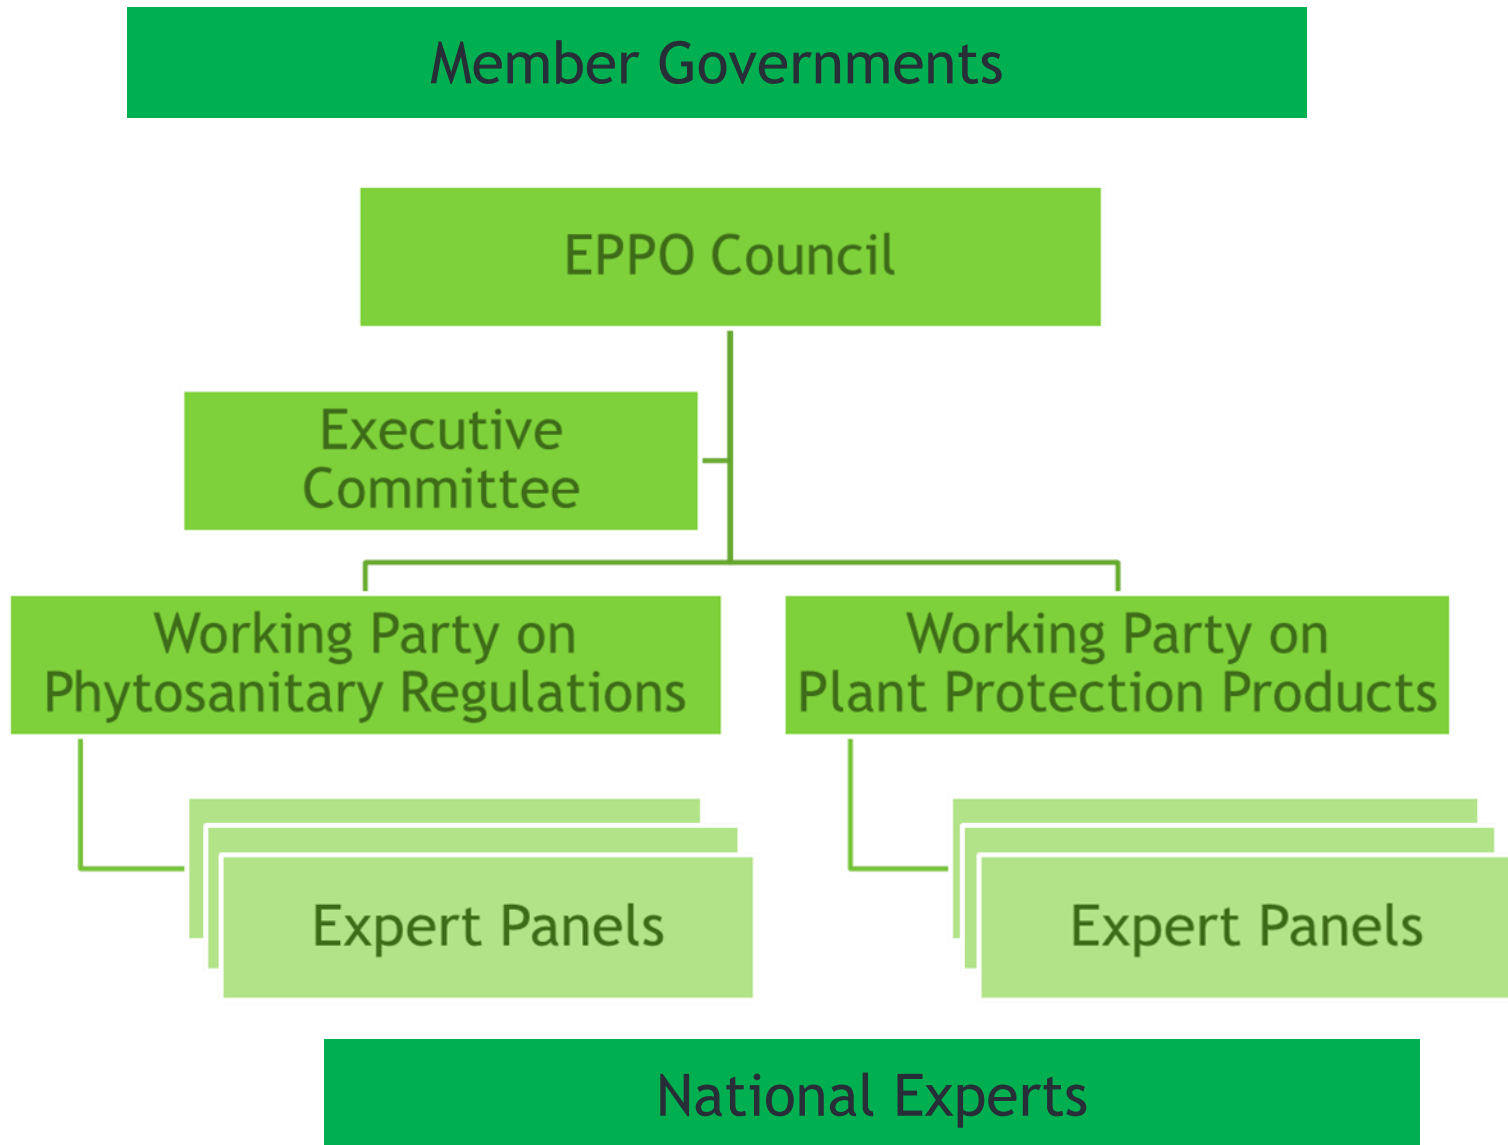 Member Governments
EPPO Council
Executive
Committee
Working Party on
Phytosanitary Regulations
Working Party on
Plant Protection Products
Expert Panels
Expert Panels
National Experts